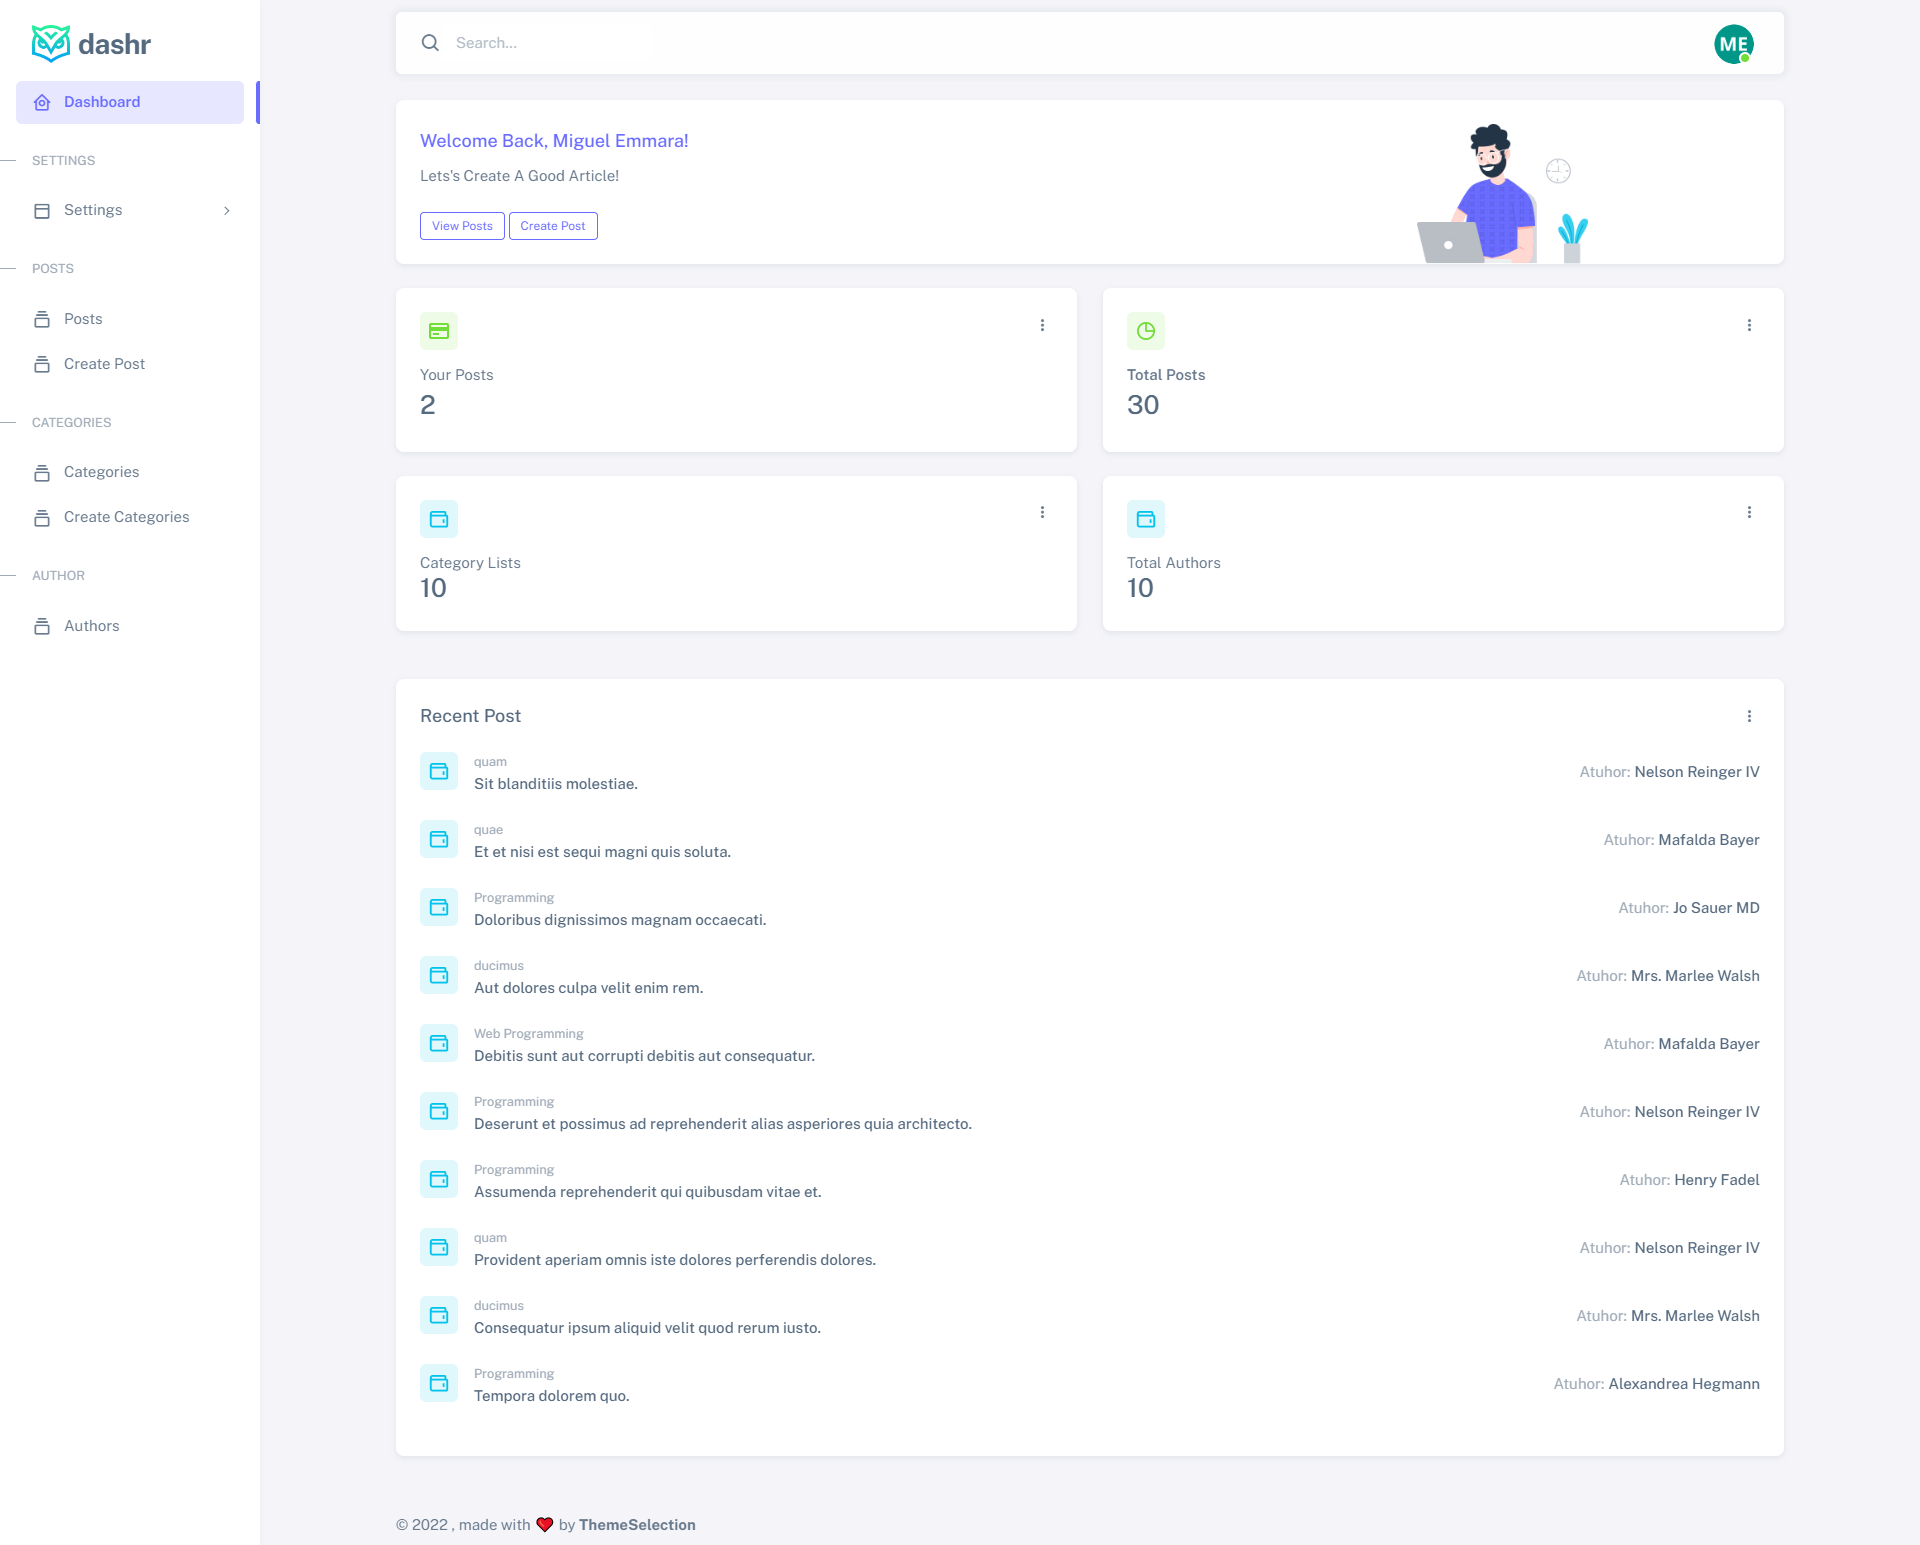 dashr
Dashboard
SETTINGS
Settings
POSTS
Posts
Create Post
CATEGORIES
Categories
Create Categories
AUTHOR
Authors
Search...
ME
Welcome Back, Miguel Emmara!
Lets's Create A Good Article!
View Posts Create Post
Your Posts
2
Total Posts
30
Category Lists
10
Total Authors
10
Recent Post
quam
Sit blanditiis molestiae.
Atuhor: Nelson Reinger IV
quae
Et et nisi est sequi magni quis soluta.
Atuhor: Mafalda Bayer
Programming
Doloribus dignissimos magnam occaecati.
Atuhor: Jo Sauer MD
ducimus
Aut dolores culpa velit enim rem.
Atuhor: Mrs. Marlee Walsh
Web Programming
Debitis sunt aut corrupti debitis aut consequatur.
Atuhor: Mafalda Bayer
Programming
Deserunt et possimus ad reprehenderit alias asperiores quia architecto.
Atuhor: Nelson Reinger IV
Programming
Assumenda reprehenderit qui quibusdam vitae et.
Atuhor: Henry Fadel
quam
Provident aperiam omnis iste dolores perferendis dolores.
Atuhor: Nelson Reinger IV
ducimus
Consequatur ipsum aliquid velit quod rerum iusto.
Atuhor: Mrs. Marlee Walsh
Programming
Tempora dolorem quo.
Atuhor: Alexandrea Hegmann
© 2022 , made with ❤️ by ThemeSelection